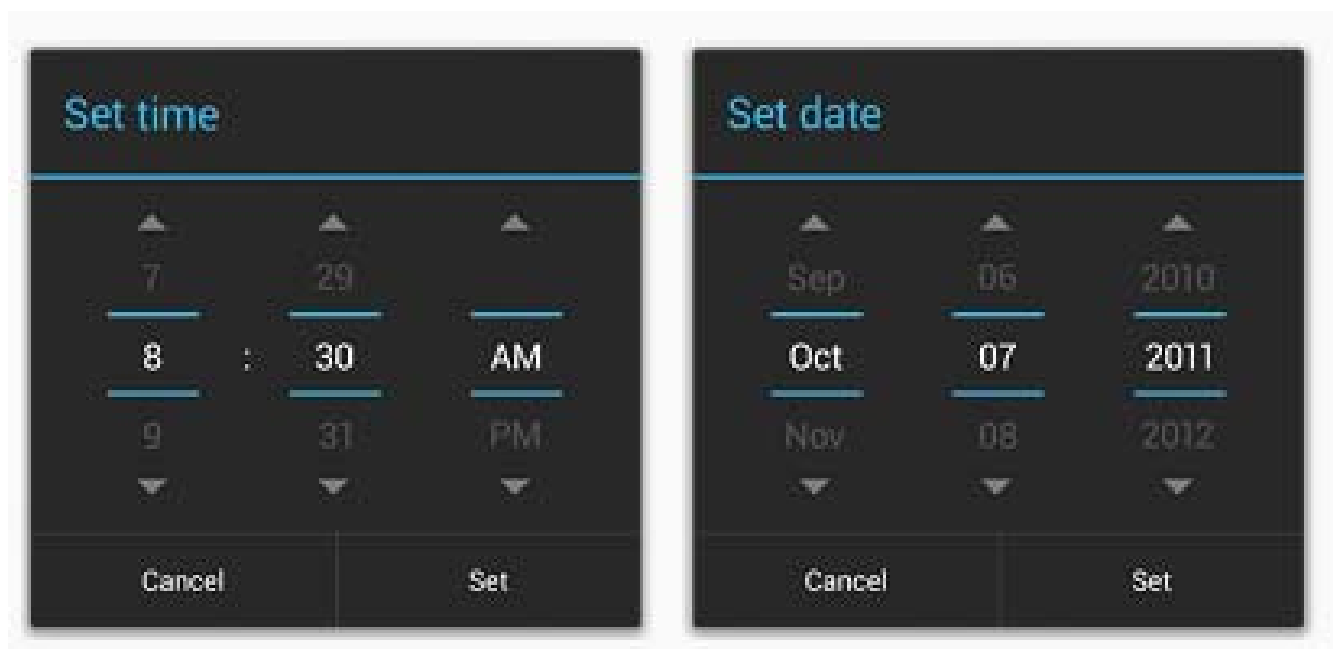 Set time
7 29
8 : 30 AM
9 31 PM
Cancel Set
Set date
Sep 06 2010
Oct 07 2011
Nov 08 2012
Cancel Set